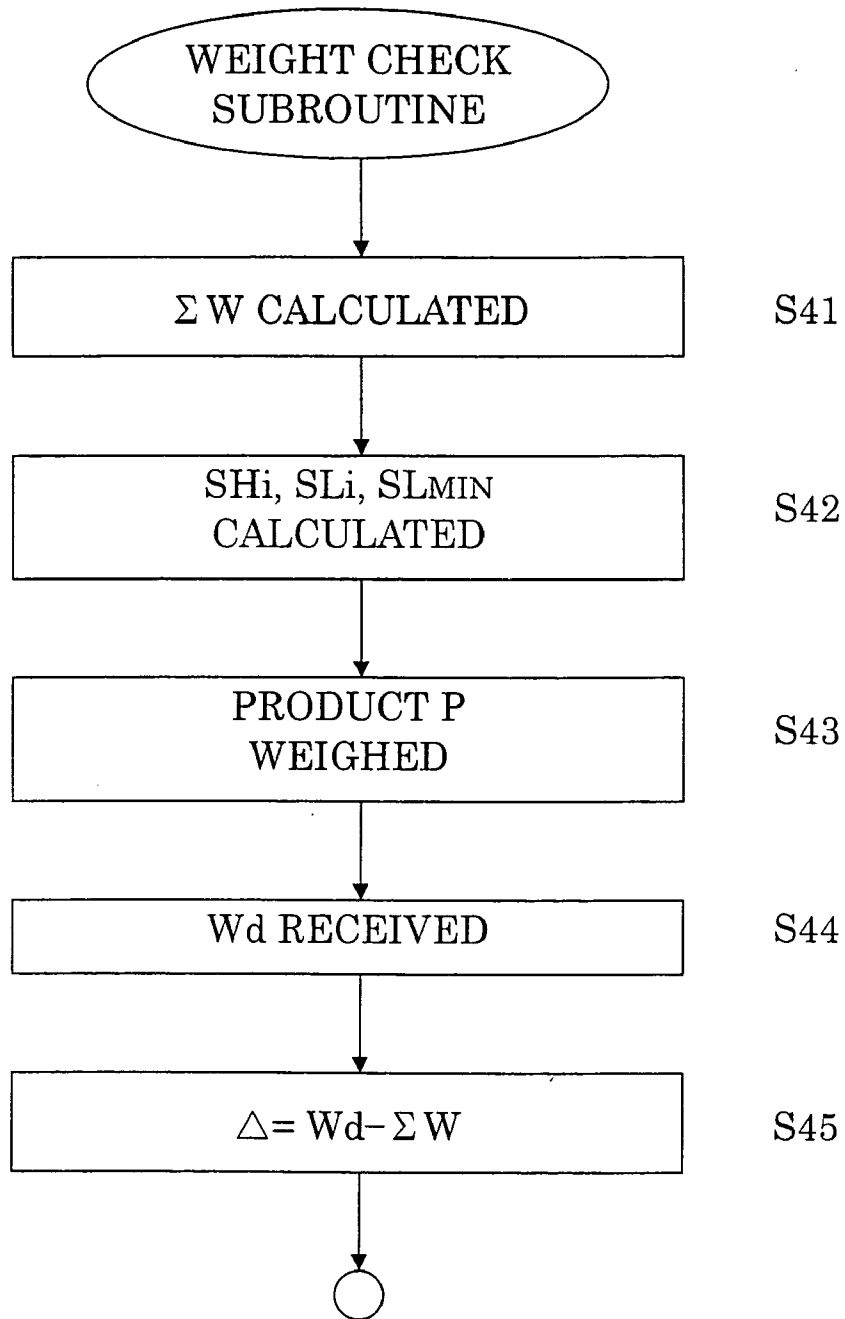 WEIGHT CHECK
SUBROUTINE
ΣW CALCULATED
S41
SHi, SLi, SLMIN
CALCULATED
S42
PRODUCT P
WEIGHED
S43
Wd RECEIVED
S44
△= Wd−ΣW
S45